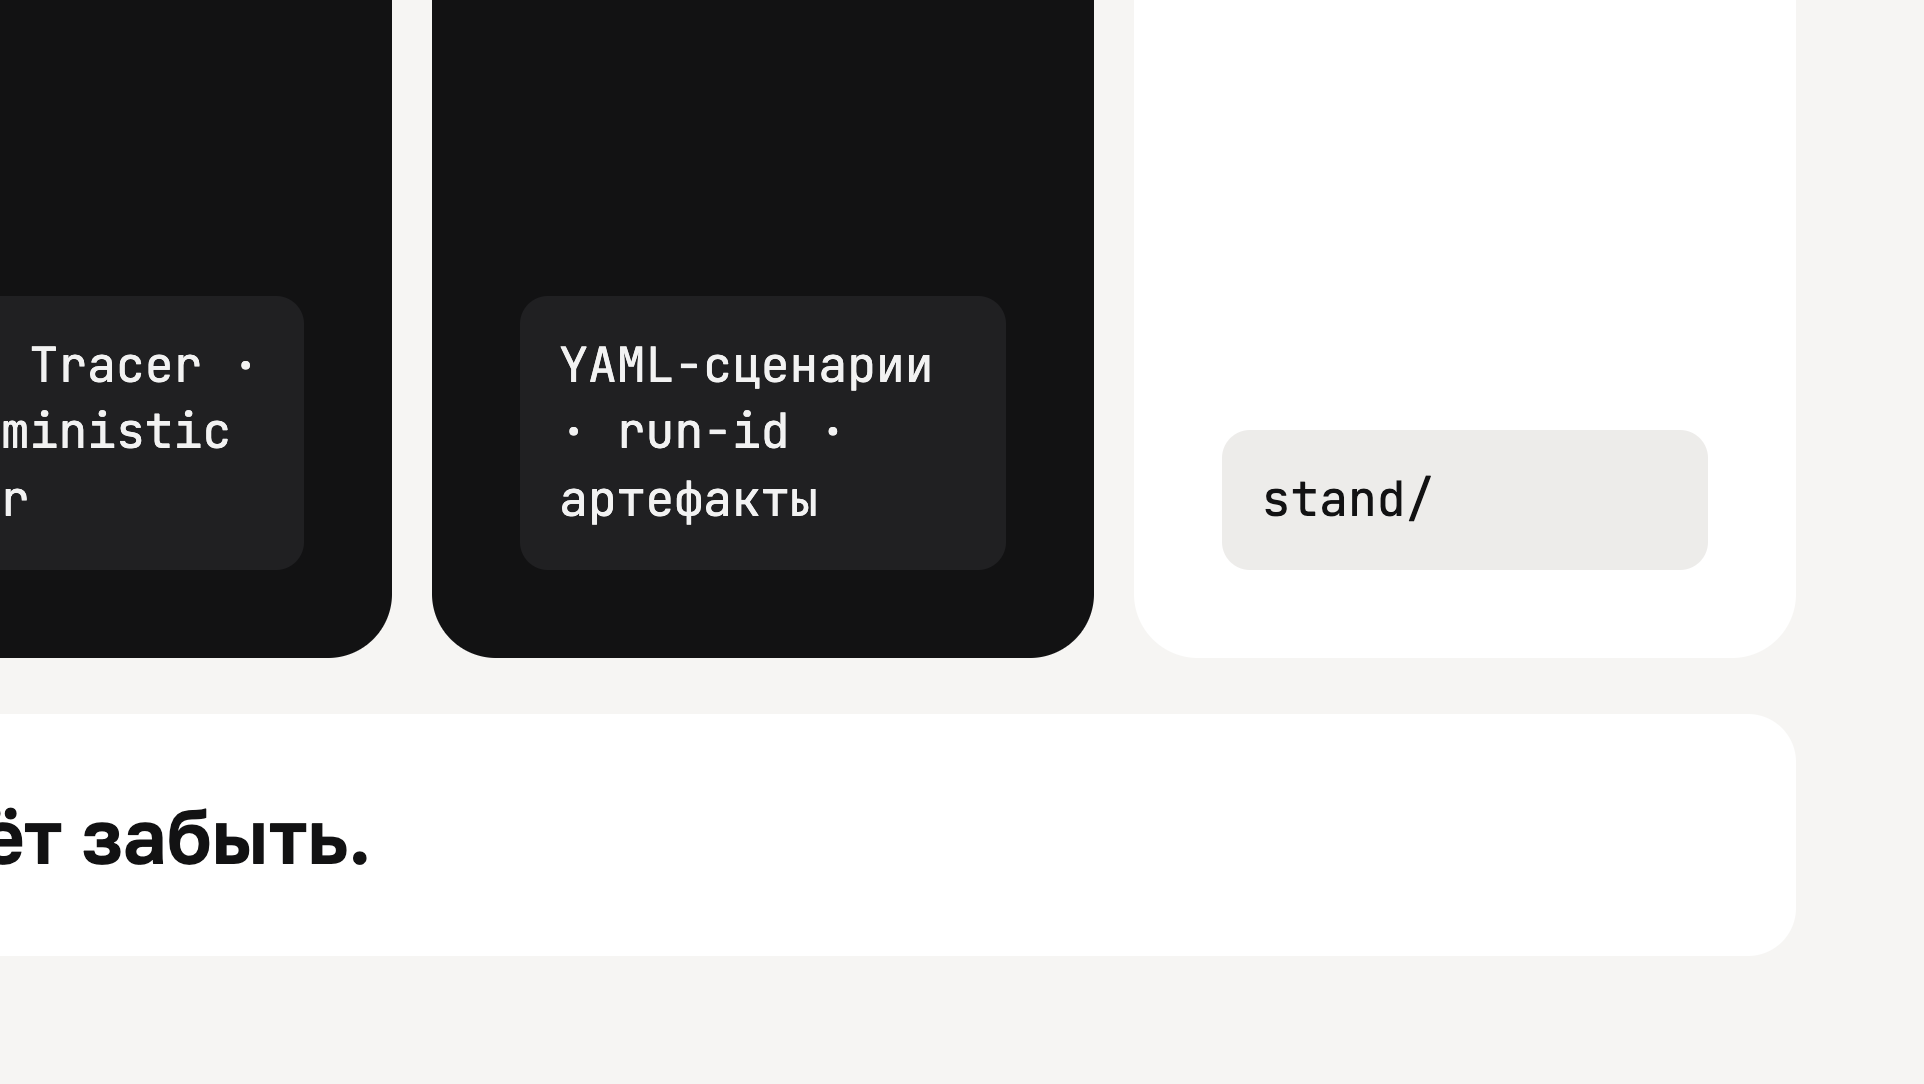 Tracer ·
ministic
r
YAML-сценарии
· run-id ·
артефакты
stand/
ёт забыть.